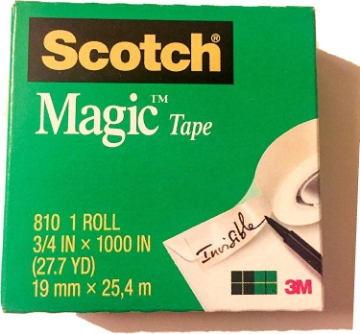 Scotch®
Magic™ Tape
810 1 ROLL
3/4 IN × 1000 IN
(27.7 YD)
19 mm × 25,4 m
Invisible
3M